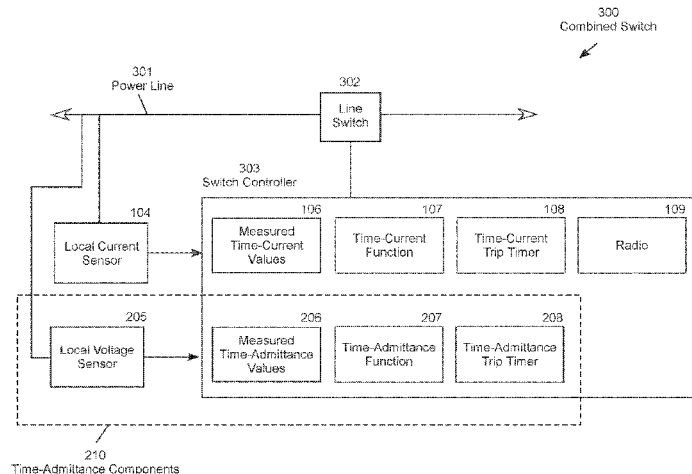 300
Combined Switch
301
Power Line
302
Line
Switch
303
Switch Controller
104
Local Current
Sensor
106
Measured
Time-Current
Values
107
Time-Current
Function
108
Time-Current
Trip Timer
109
Radio
205
Local Voltage
Sensor
206
Measured
Time-Admittance
Values
207
Time-Admittance
Function
208
Time-Admittance
Trip Timer
210
Time-Admittance Components